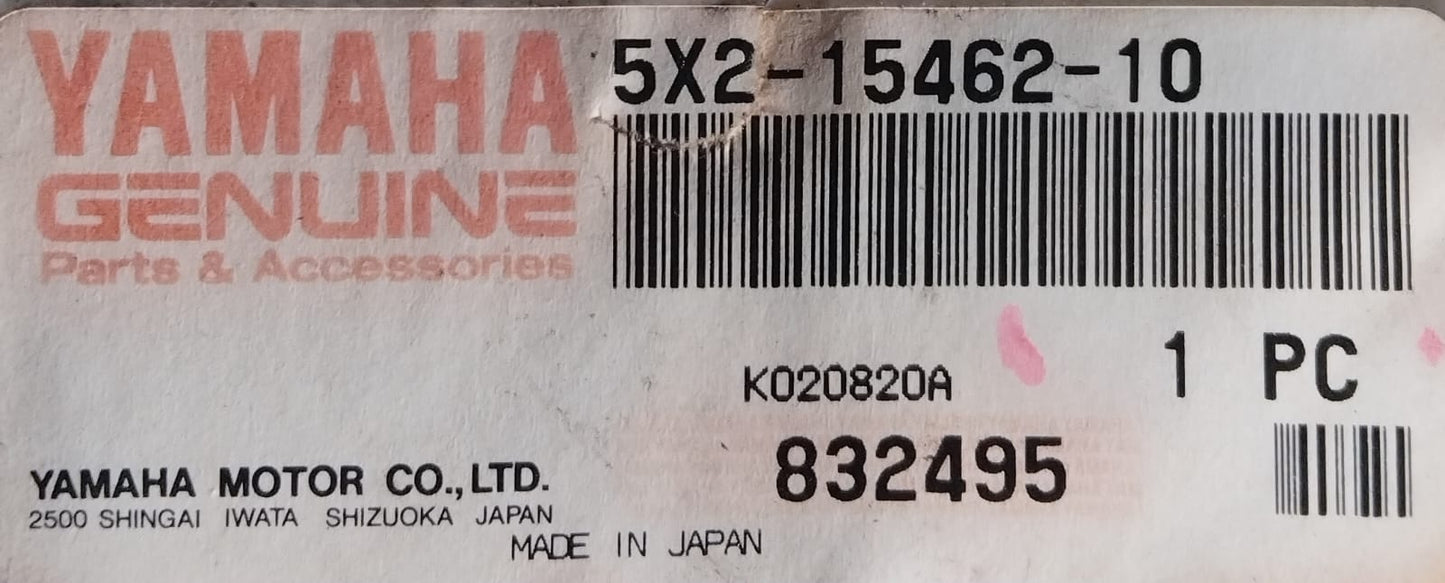 YAMAHA
GENUINE
Parts & Accessories
5X2-15462-10
1 PC
K020820A
832495
YAMAHA MOTOR CO., LTD.
2500 SHINGAI IWATA SHIZUOKA JAPAN
MADE IN JAPAN